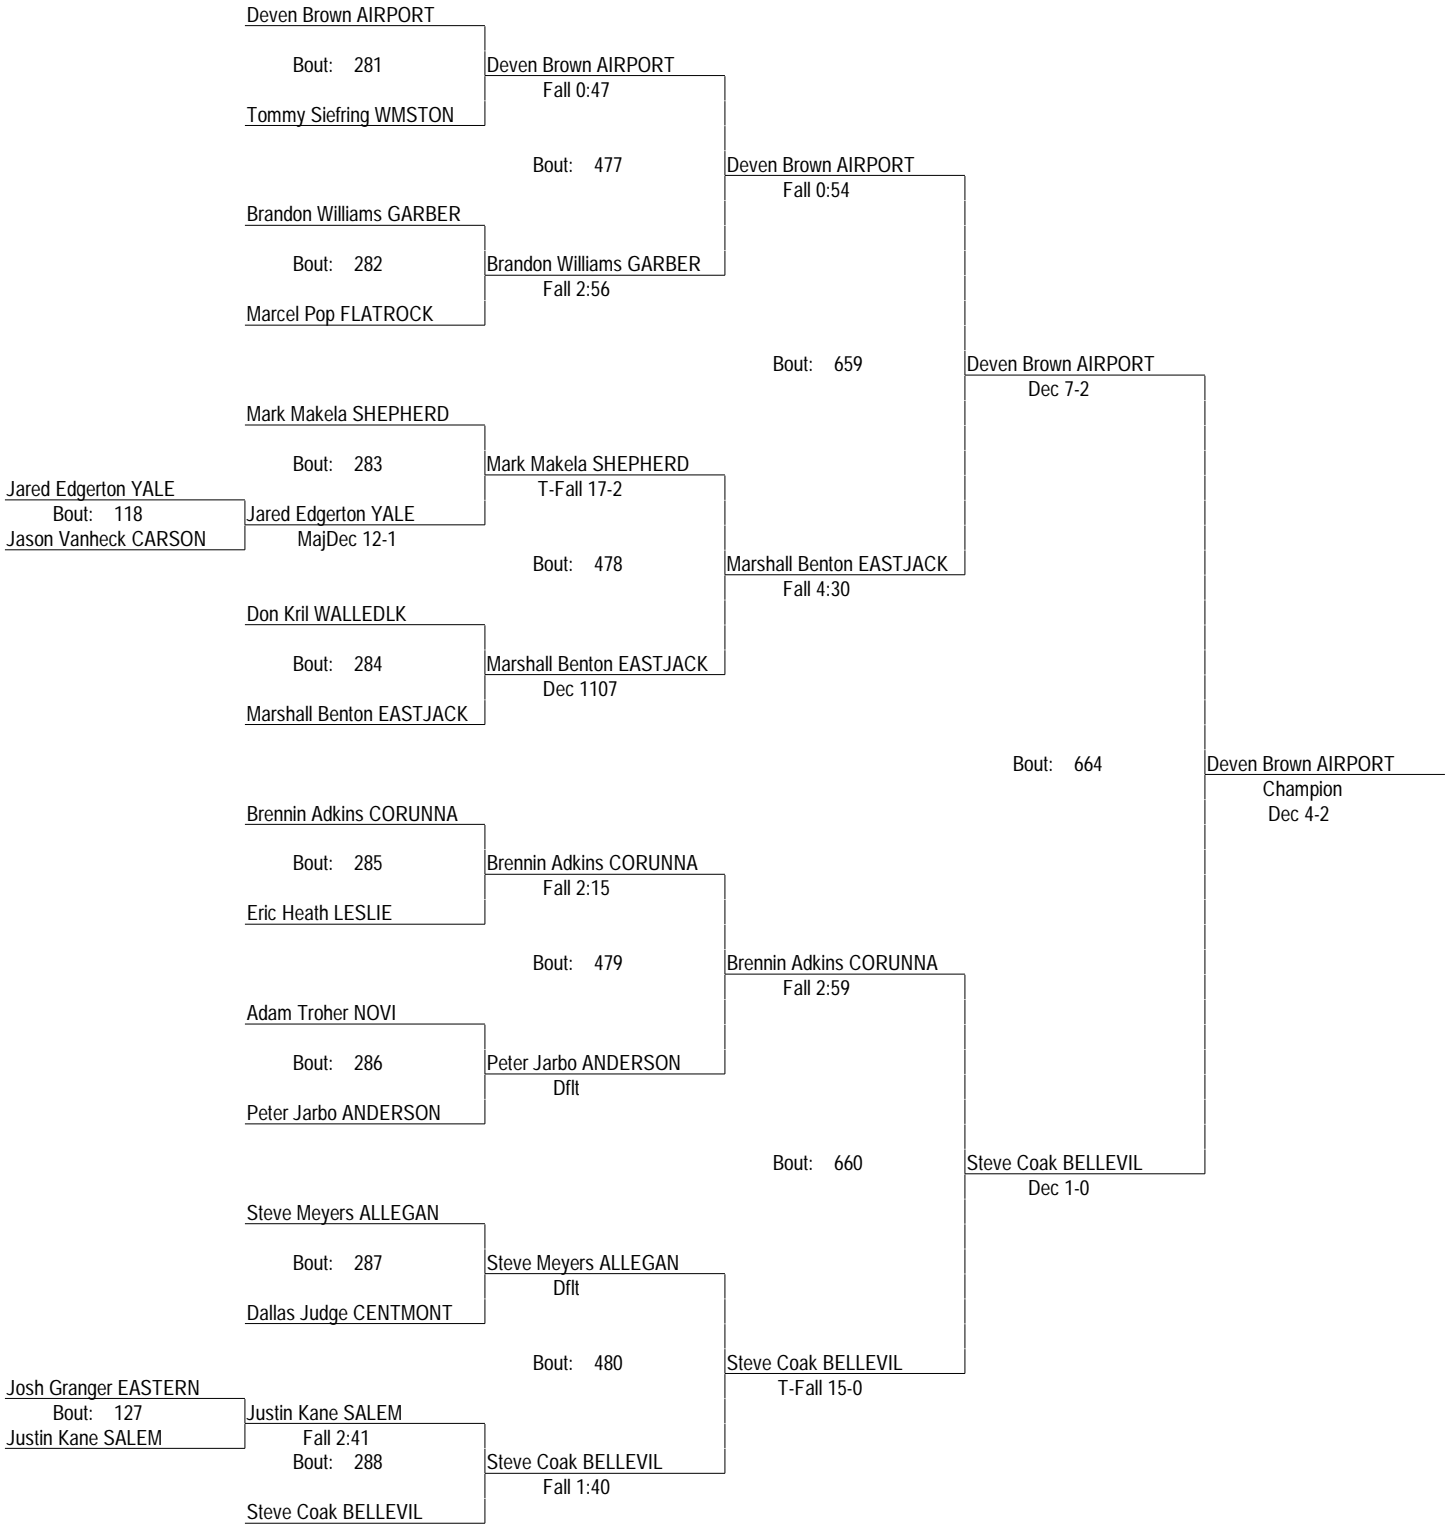 Deven Brown AIRPORT
Bout: 281
Deven Brown AIRPORT
Fall 0:47
Tommy Siefring WMSTON
Bout: 477
Deven Brown AIRPORT
Fall 0:54
Brandon Williams GARBER
Bout: 282
Brandon Williams GARBER
Fall 2:56
Marcel Pop FLATROCK
Bout: 659
Deven Brown AIRPORT
Dec 7-2
Mark Makela SHEPHERD
Bout: 283
Mark Makela SHEPHERD
T-Fall 17-2
Jared Edgerton YALE
Bout: 118
Jason Vanheck CARSON
Jared Edgerton YALE
MajDec 12-1
Bout: 478
Marshall Benton EASTJACK
Fall 4:30
Don Kril WALLEDLK
Bout: 284
Marshall Benton EASTJACK
Dec 1107
Marshall Benton EASTJACK
Bout: 664
Deven Brown AIRPORT
Champion
Dec 4-2
Brennin Adkins CORUNNA
Bout: 285
Brennin Adkins CORUNNA
Fall 2:15
Eric Heath LESLIE
Bout: 479
Brennin Adkins CORUNNA
Fall 2:59
Adam Troher NOVI
Bout: 286
Peter Jarbo ANDERSON
Dflt
Peter Jarbo ANDERSON
Bout: 660
Steve Coak BELLEVIL
Dec 1-0
Steve Meyers ALLEGAN
Bout: 287
Steve Meyers ALLEGAN
Dflt
Dallas Judge CENTMONT
Bout: 480
Steve Coak BELLEVIL
T-Fall 15-0
Josh Granger EASTERN
Bout: 127
Justin Kane SALEM
Justin Kane SALEM
Fall 2:41
Bout: 288
Steve Coak BELLEVIL
Fall 1:40
Steve Coak BELLEVIL